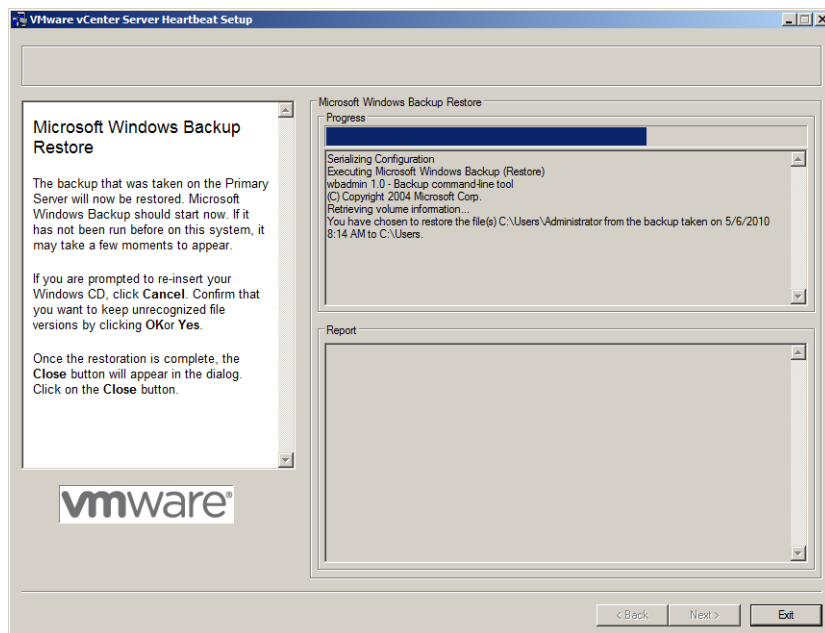 VMware vCenter Server Heartbeat Setup
Microsoft Windows Backup
Restore
The backup that was taken on the Primary
Server will now be restored. Microsoft
Windows Backup should start now. If it
has not been run before on this system, it
may take a few moments to appear.
If you are prompted to re-insert your
Windows CD, click Cancel. Confirm that
you want to keep unrecognized file
versions by clicking OKor Yes.
Once the restoration is complete, the
Close button will appear in the dialog.
Click on the Close button.
vmware®
Microsoft Windows Backup Restore
Progress
Serializing Configuration
Executing Microsoft Windows Backup (Restore)
wbadmin 1.0 - Backup command-line tool
(C) Copyright 2004 Microsoft Corp.
Retrieving volume information...
You have chosen to restore the file(s) C:\Users\Administrator from the backup taken on 5/6/2010
8:14 AM to C:\Users.
Report
< Back
Next >
Exit